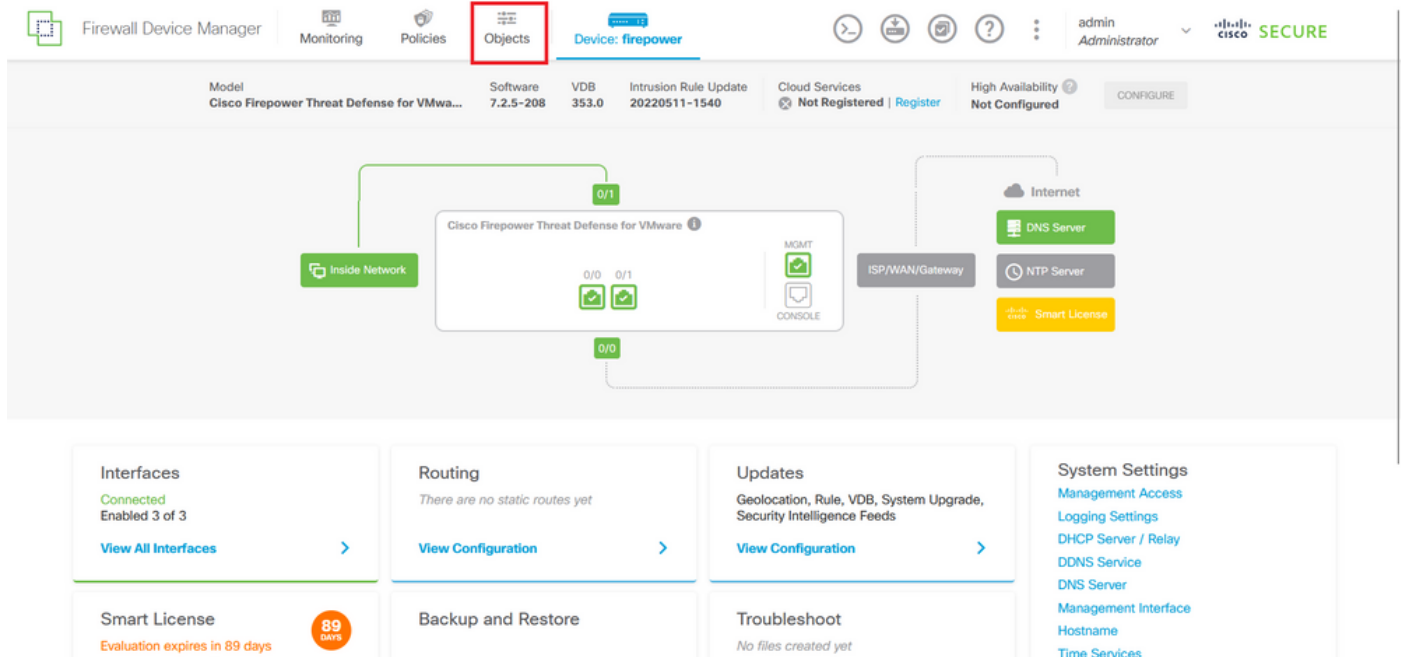 Firewall Device Manager
Monitoring
Policies
Objects
Device: firepower
admin
Administrator
CISCO SECURE
Model
Cisco Firepower Threat Defense for VMwa...
Software
7.2.5-208
VDB
353.0
Intrusion Rule Update
20220511-1540
Cloud Services
Not Registered | Register
High Availability
Not Configured
CONFIGURE
0/1
Internet
Cisco Firepower Threat Defense for VMware
DNS Server
MGMT
Inside Network
0/0 0/1
ISP/WAN/Gateway
NTP Server
CONSOLE
CISCO Smart License
0/0
Interfaces
Connected
Enabled 3 of 3
View All Interfaces
Routing
There are no static routes yet
View Configuration
Updates
Geolocation, Rule, VDB, System Upgrade,
Security Intelligence Feeds
View Configuration
System Settings
Management Access
Logging Settings
DHCP Server / Relay
DDNS Service
DNS Server
Management Interface
Hostname
Time Services
Smart License
Evaluation expires in 89 days
89
DAYS
Backup and Restore
Troubleshoot
No files created yet